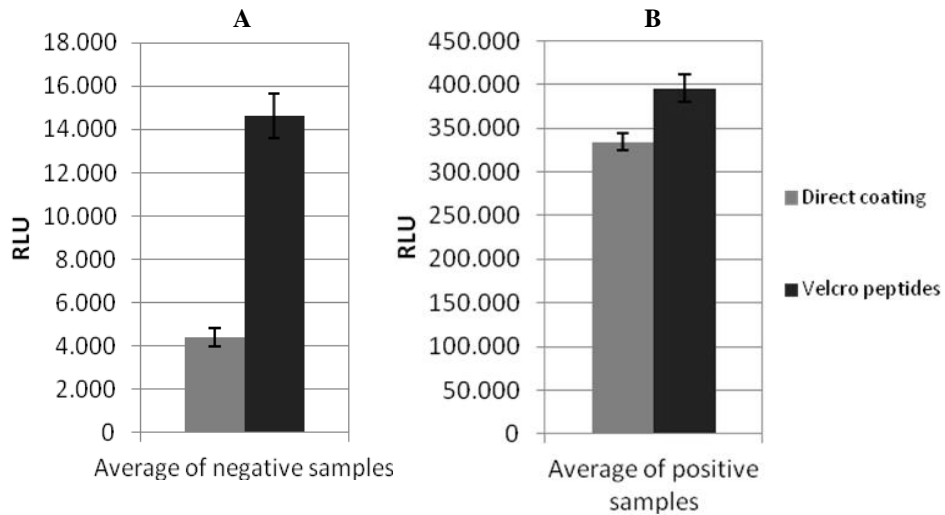 A
18.000
16.000
14.000
12.000
10.000
8.000
6.000
4.000
2.000
0
RLU
Average of negative samples
B
450.000
400.000
350.000
300.000
250.000
200.000
150.000
100.000
50.000
0
RLU
Average of positive
samples
Direct coating
Velcro peptides